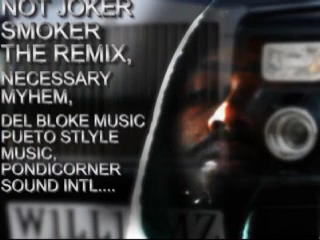 NOT JOKER
SMOKER
THE REMIX,
NECESSARY
MYHEM,
DEL BLOKE MUSIC
PUETO STLYLE
MUSIC,
PONDICORNER
SOUND INTL....